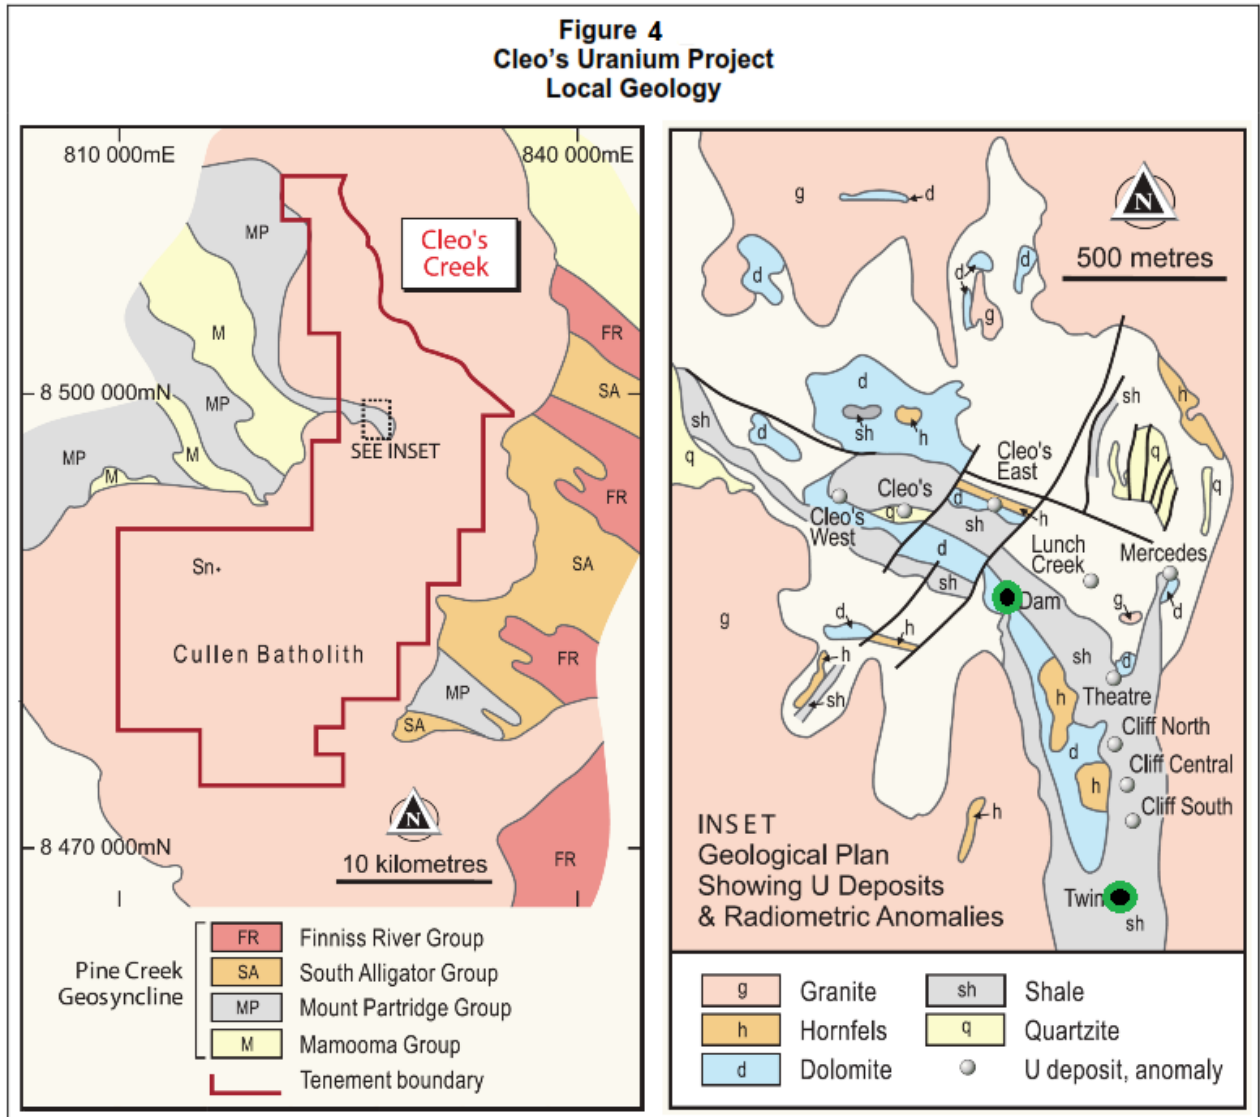 Figure 4
Cleo's Uranium Project
Local Geology
810 000mE
840 000mE
MP
Cleo's
Creek
M
FR
8 500 000mN
SA
MP
SEE INSET
MP
M
M
FR
Sn
SA
Cullen Batholith
FR
MP
SA
N
8 470 000mN
10 kilometres
FR
Pine Creek
Geosyncline
FR
Finniss River Group
SA
South Alligator Group
MP
Mount Partridge Group
M
Mamooma Group
Tenement boundary
g
d
N
500 metres
d
d
d
g
d
h
sh
sh
d
sh
h
q
Cleo's
East
q
q
Cleo's
q
d
h
Cleo's
West
sh
d
Lunch
Creek
Mercedes
sh
Dam
g
d
g
d
h
sh
d
h
h
Theatre
sh
Cliff North
d
Cliff Central
h
Cliff South
h
INSET
Geological Plan
Showing U Deposits
& Radiometric Anomalies
Twin
sh
g
Granite
sh
Shale
h
Hornfels
q
Quartzite
d
Dolomite
U deposit, anomaly